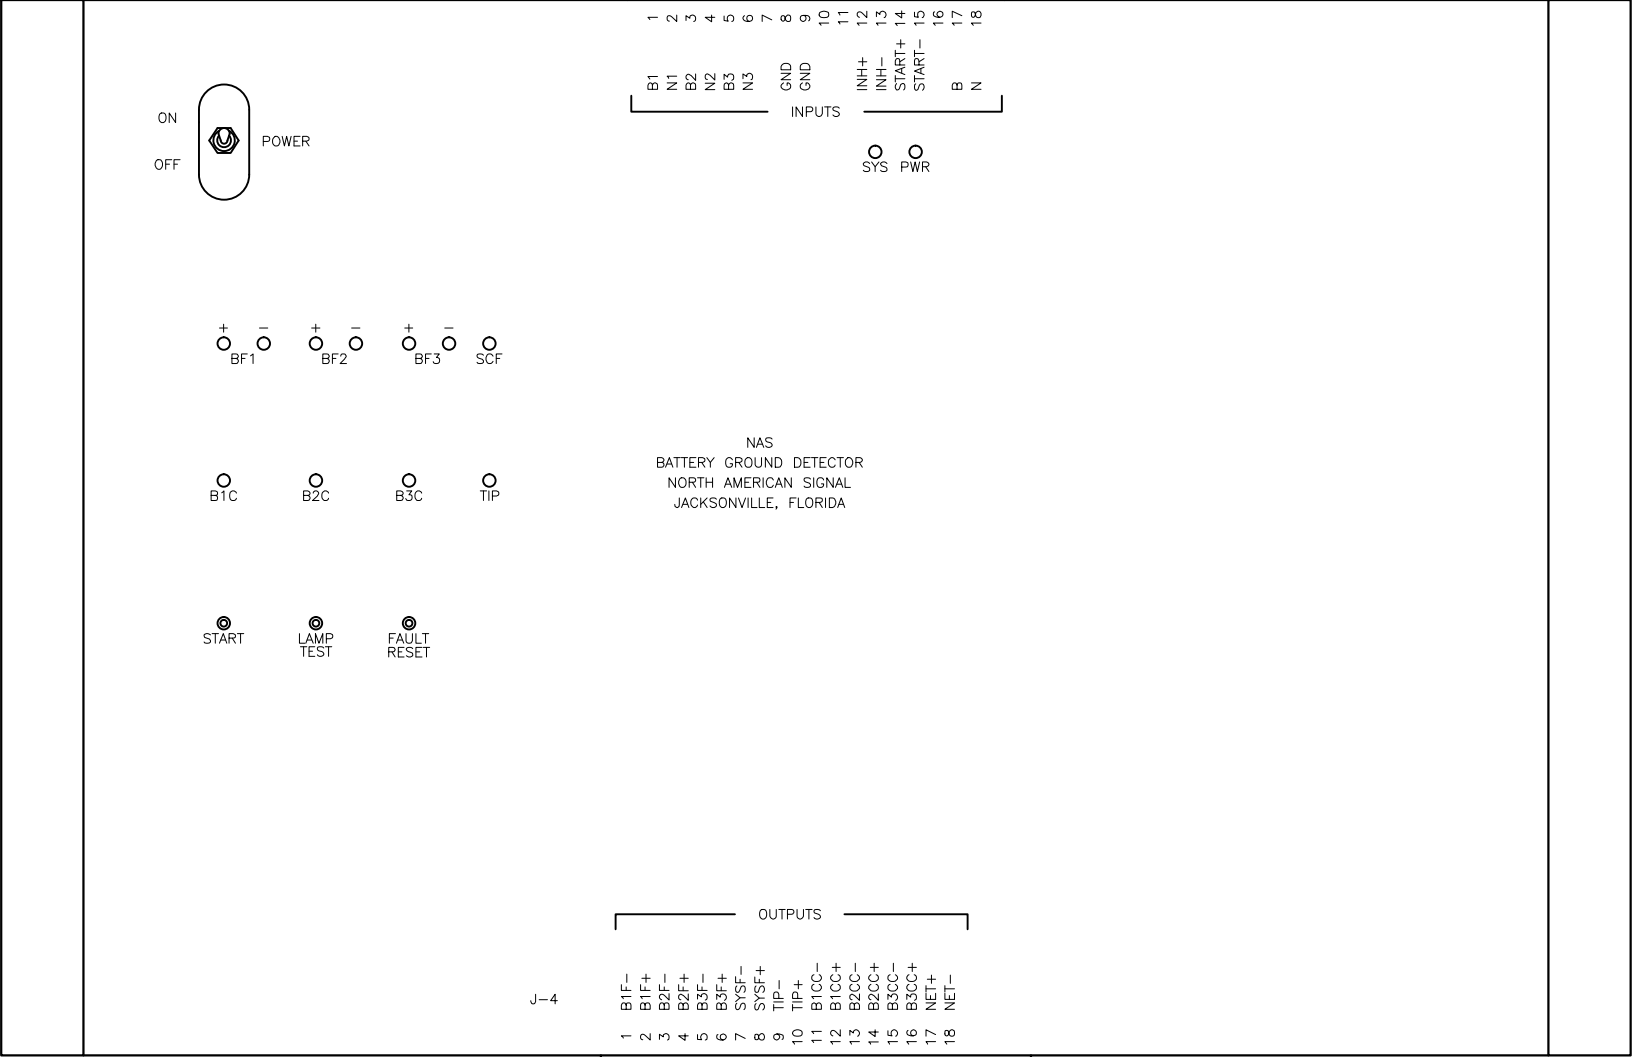 1 2 3 4 5 6 7 8 9 10 11 12 13 14 15 16 17 18
B1 N1 B2 N2 B3 N3 GND GND INH+ INH− START+ START− B N
INPUTS
SYS PWR
ON
POWER
OFF
+ − + − + −
BF1 BF2 BF3 SCF
B1C B2C B3C TIP
START
LAMP
TEST
FAULT
RESET
NAS
BATTERY GROUND DETECTOR
NORTH AMERICAN SIGNAL
JACKSONVILLE, FLORIDA
OUTPUTS
J−4
B1F− B1F+ B2F− B2F+ B3F− B3F+ SYSF− SYSF+ TIP− TIP+ B1CC− B1CC+ B2CC− B2CC+ B3CC− B3CC+ NET+ NET−
1 2 3 4 5 6 7 8 9 10 11 12 13 14 15 16 17 18